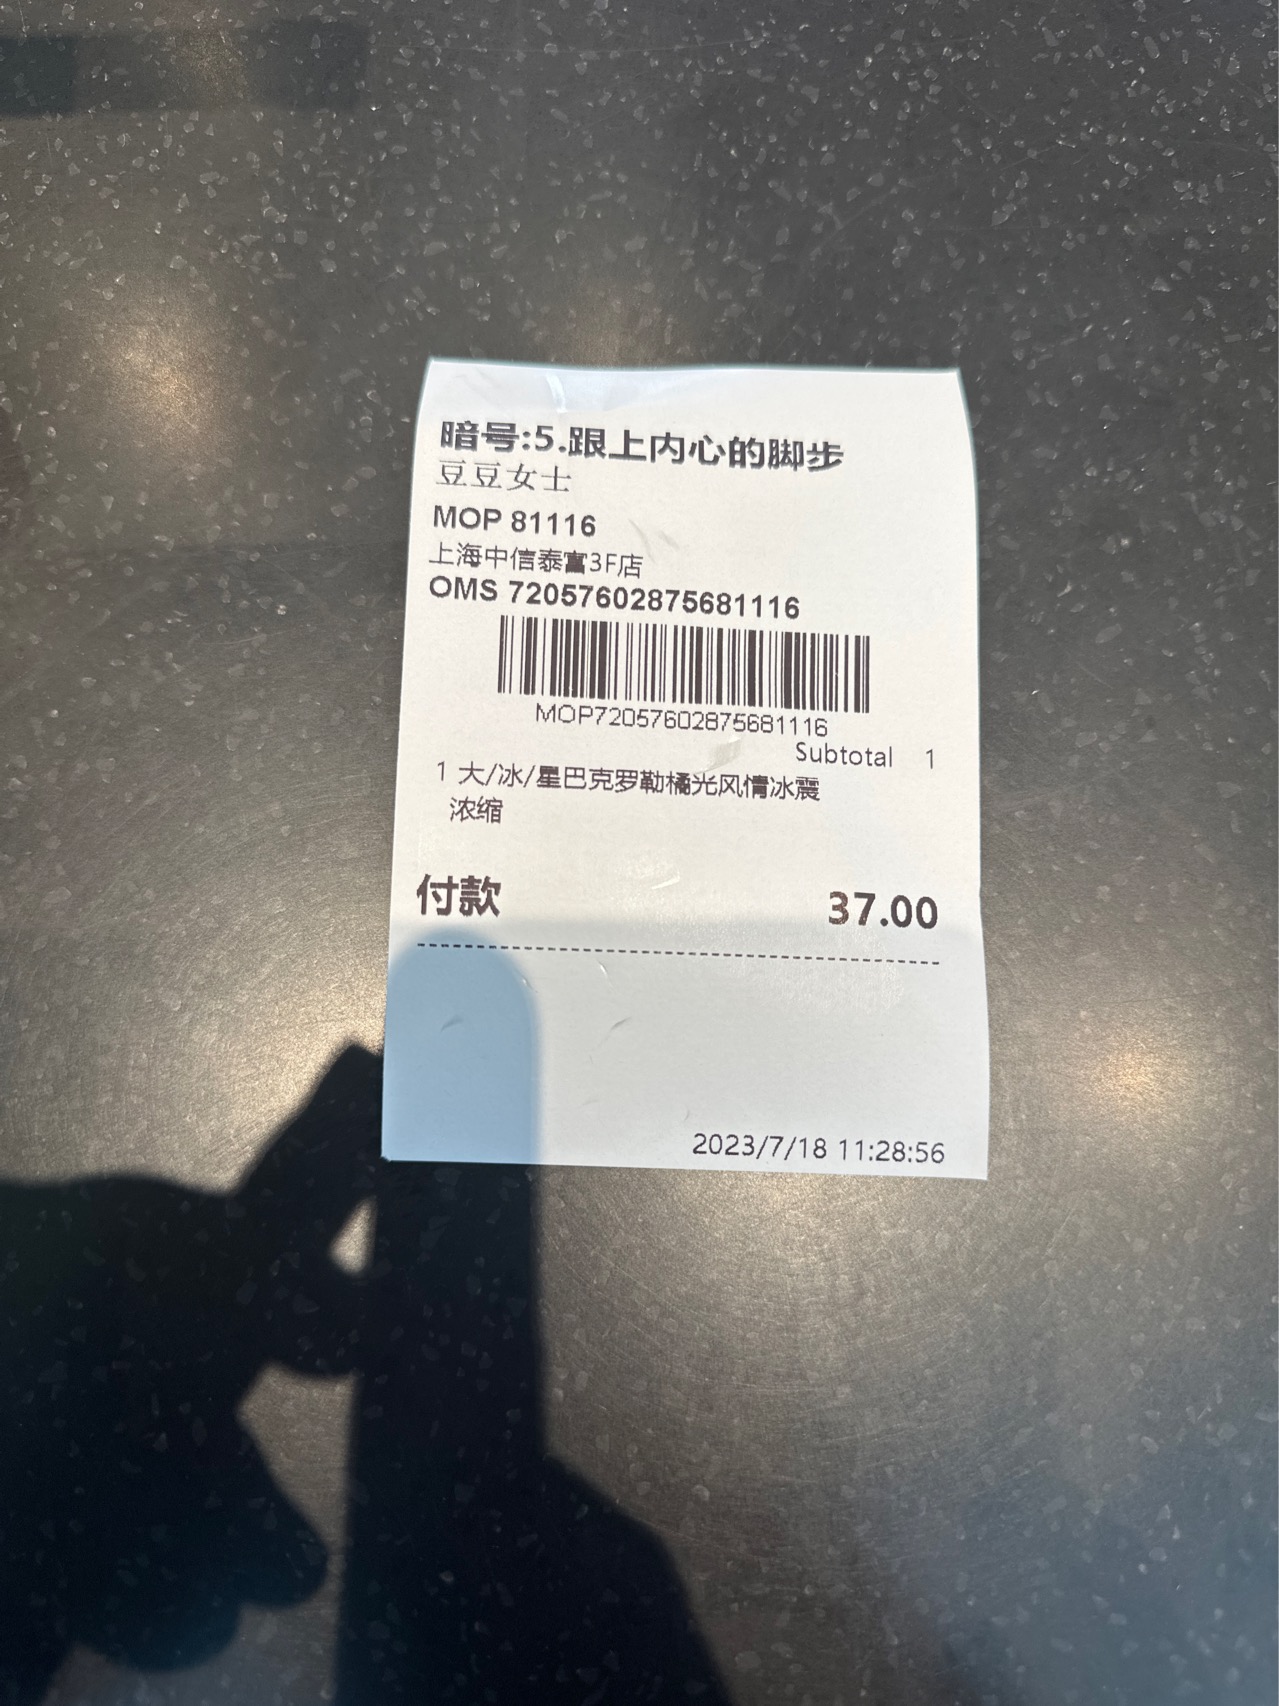 暗号:5.跟上内心的脚步
豆豆女士
MOP 81116
上海中信泰富3F店
OMS 72057602875681116
MOP72057602875681116
Subtotal 1
1 大/冰/星巴克罗勒橘光风情冰震
浓缩
付款 37.00
2023/7/18 11:28:56